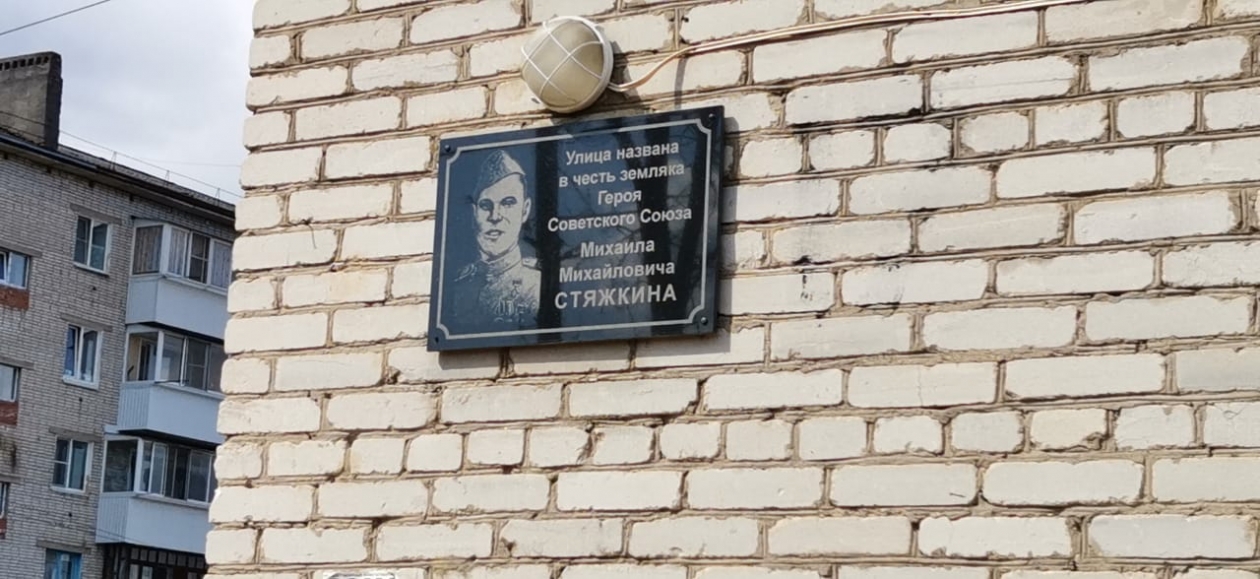 Улица названа
в честь земляка
Героя
Советского Союза
Михаила
Михайловича
СТЯЖКИНА